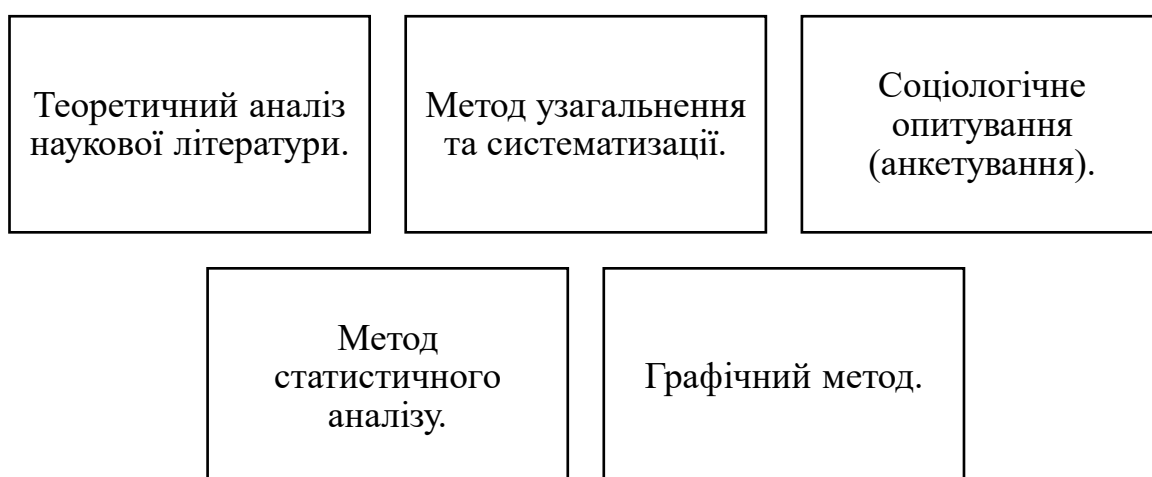 Теоретичний аналіз
наукової літератури.
Метод узагальнення
та систематизації.
Соціологічне
опитування
(анкетування).
Метод
статистичного
аналізу.
Графічний метод.